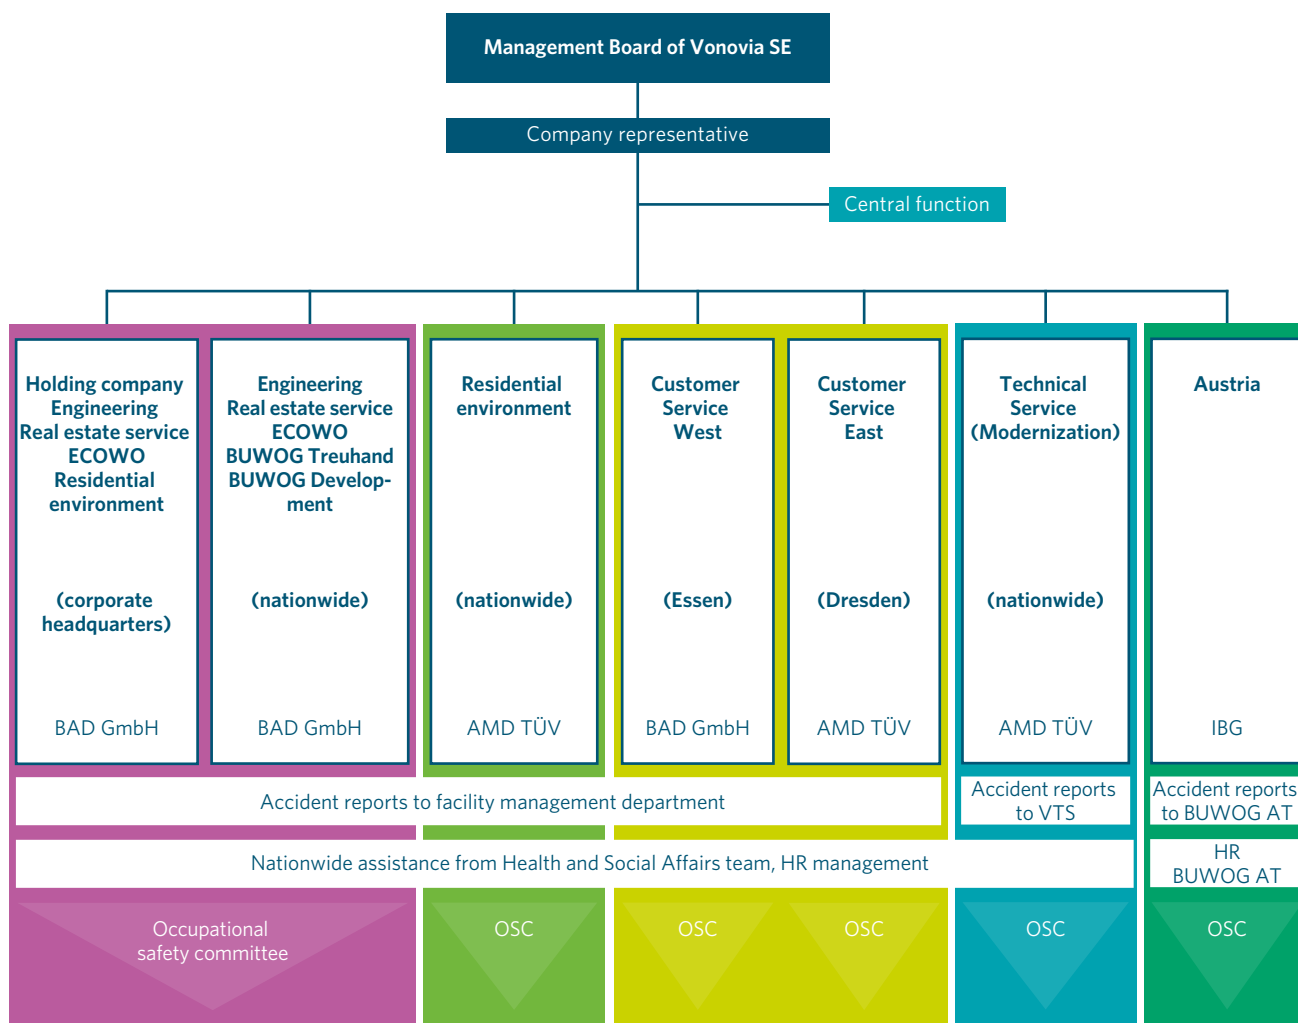 Management Board of Vonovia SE
Company representative
Central function
Holding company
Engineering
Real estate service
ECOWO
Residential
environment
(corporate
headquarters)
BAD GmbH
Engineering
Real estate service
ECOWO
BUWOG Treuhand
BUWOG Develop-
ment
(nationwide)
BAD GmbH
Residential
environment
(nationwide)
AMD TÜV
Customer
Service
West
(Essen)
BAD GmbH
Customer
Service
East
(Dresden)
AMD TÜV
Technical
Service
(Modernization)
(nationwide)
AMD TÜV
Austria
IBG
Accident reports to facility management department
Accident reports
to VTS
Accident reports
to BUWOG AT
Nationwide assistance from Health and Social Affairs team, HR management
HR
BUWOG AT
Occupational
safety committee
OSC
OSC
OSC
OSC
OSC